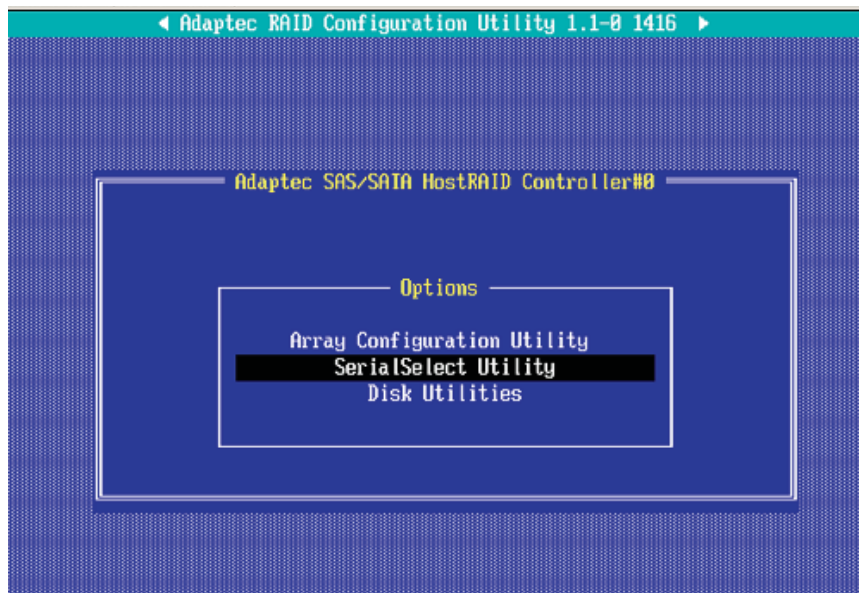 ◄ Adaptec RAID Configuration Utility 1.1-0 1416 ►
Adaptec SAS/SATA HostRAID Controller#0
Options
Array Configuration Utility
SerialSelect Utility
Disk Utilities